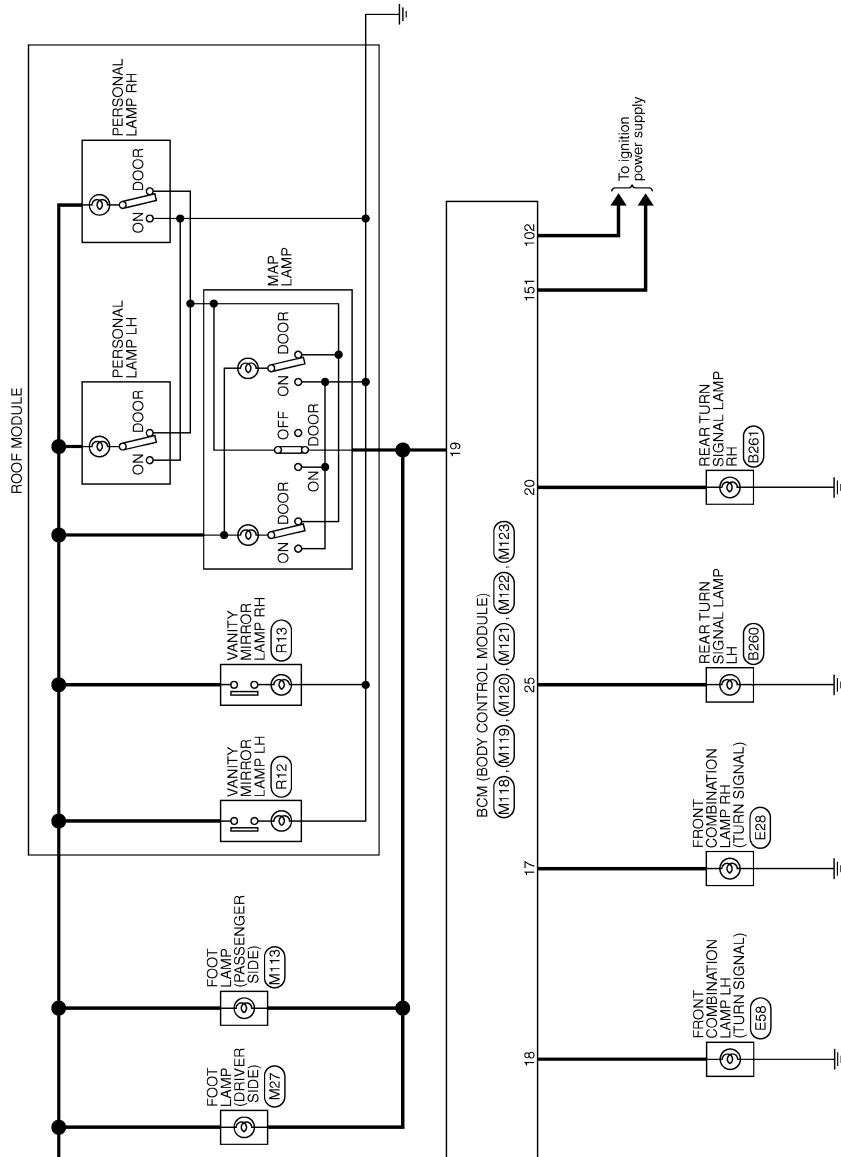 ROOF MODULE
PERSONAL
LAMP RH
DOOR
ON
PERSONAL
LAMP LH
DOOR
ON
MAP
LAMP
DOOR
ON
OFF
DOOR
ON
DOOR
ON
VANITY
MIRROR
LAMP RH
R13
VANITY
MIRROR
LAMP LH
R12
FOOT
LAMP
(PASSENGER
SIDE)
M113
FOOT
LAMP
(DRIVER
SIDE)
M27
BCM (BODY CONTROL MODULE)
M118 , M119 , M120 , M121 , M122 , M123
19
102
151
20
25
17
18
To ignition
power supply
REAR TURN
SIGNAL LAMP
RH
B261
REAR TURN
SIGNAL LAMP
LH
B260
FRONT
COMBINATION
LAMP RH
(TURN SIGNAL)
E28
FRONT
COMBINATION
LAMP LH
(TURN SIGNAL)
E58